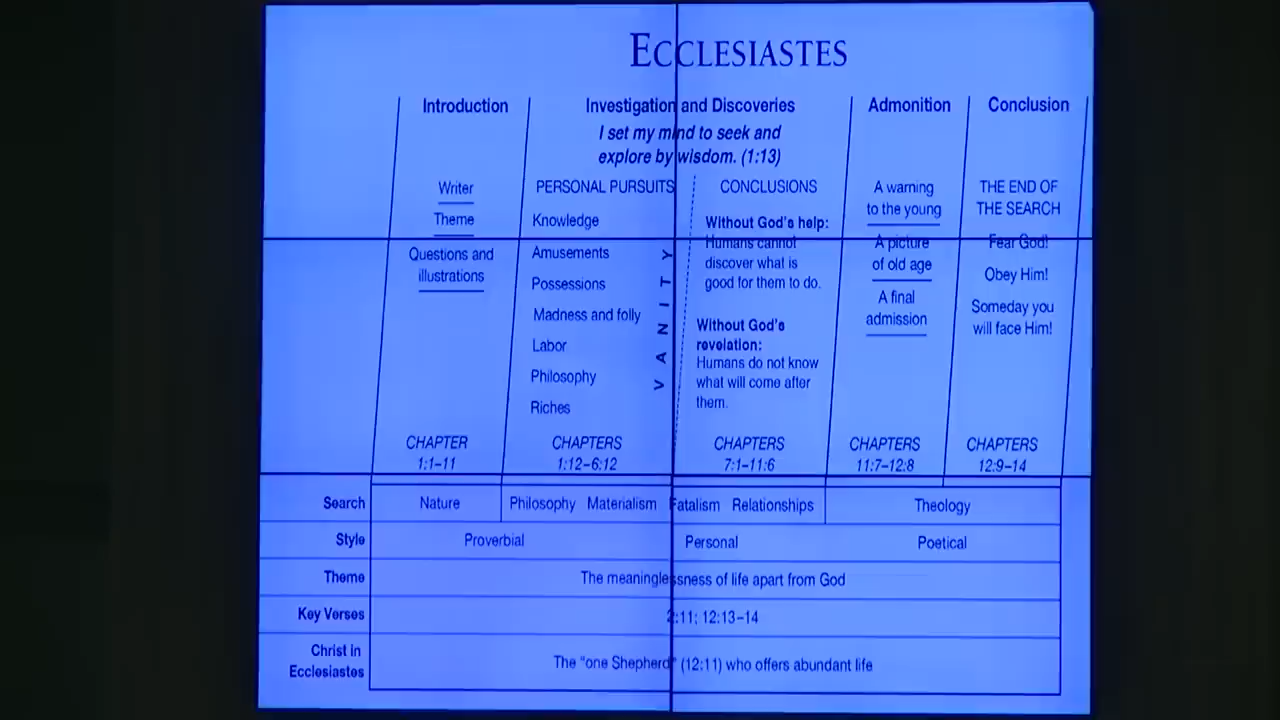 ECCLESIASTES
Introduction
Investigation and Discoveries
Admonition
Conclusion
I set my mind to seek and
explore by wisdom. (1:13)
Writer
Theme
Questions and
illustrations
PERSONAL PURSUITS
Knowledge
Amusements
Possessions
Madness and folly
Labor
Philosophy
Riches
VANITY
CONCLUSIONS
Without God's help:
Humans cannot
discover what is
good for them to do.
Without God's
revelation:
Humans do not know
what will come after
them.
A warning
to the young
A picture
of old age
A final
admission
THE END OF
THE SEARCH
Fear God!
Obey Him!
Someday you
will face Him!
CHAPTER
1:1–11
CHAPTERS
1:12–6:12
CHAPTERS
7:1–11:6
CHAPTERS
11:7–12:8
CHAPTERS
12:9–14
Search Nature Philosophy Materialism Fatalism Relationships Theology
Style Proverbial Personal Poetical
Theme The meaninglessness of life apart from God
Key Verses 2:11; 12:13–14
Christ in
Ecclesiastes
The "one Shepherd" (12:11) who offers abundant life